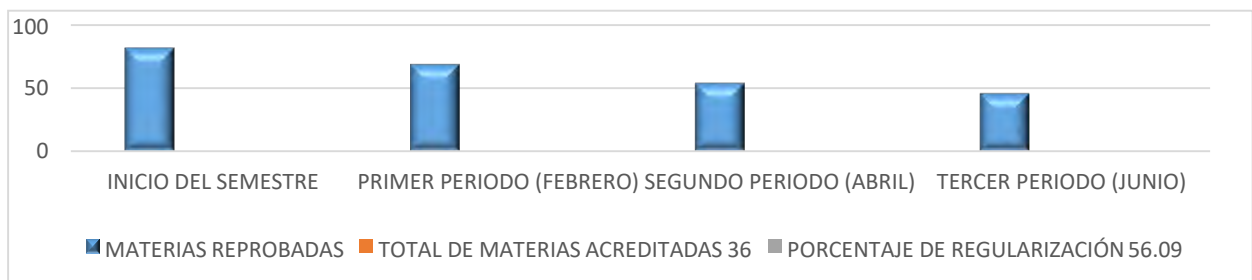 100
50
0
INICIO DEL SEMESTRE PRIMER PERIODO (FEBRERO) SEGUNDO PERIODO (ABRIL) TERCER PERIODO (JUNIO)
MATERIAS REPROBADAS TOTAL DE MATERIAS ACREDITADAS 36 PORCENTAJE DE REGULARIZACIÓN 56.09